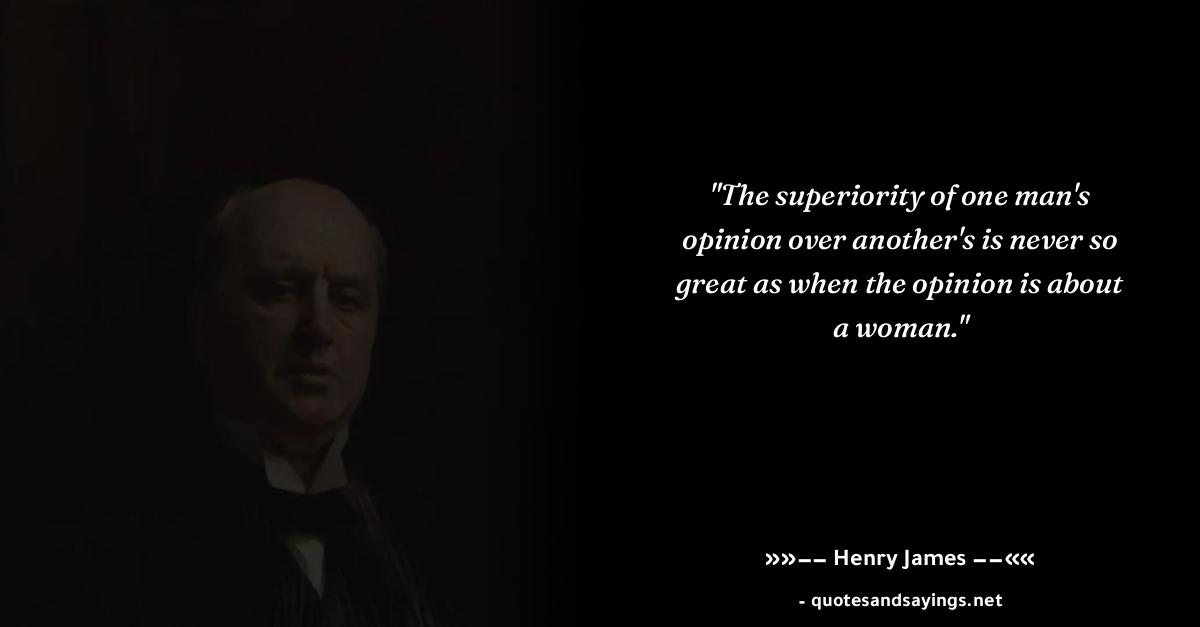 "The superiority of one man's
opinion over another's is never so
great as when the opinion is about
a woman."
»»−− Henry James −−««
- quotesandsayings.net